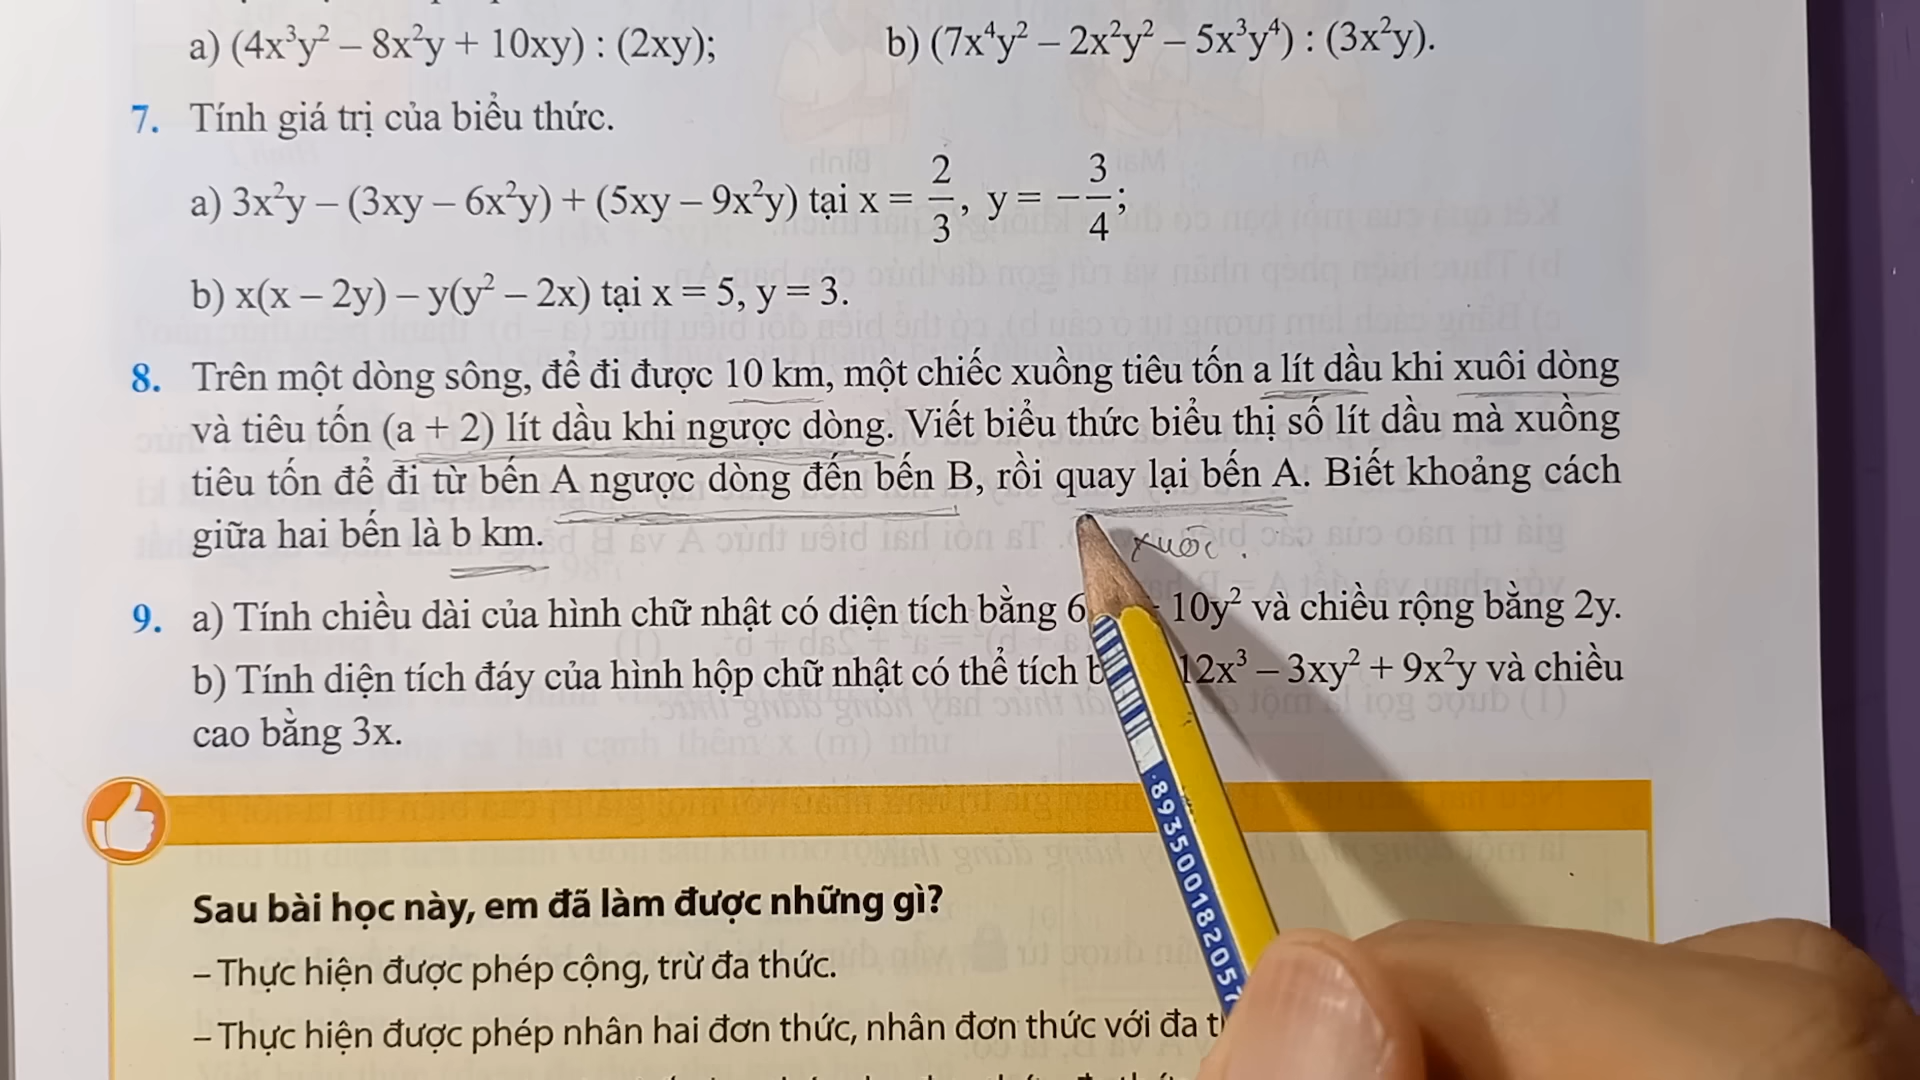 a) (4x³y² – 8x²y + 10xy) : (2xy); b) (7x⁴y² – 2x²y² – 5x³y⁴) : (3x²y).
7. Tính giá trị của biểu thức.
a) 3x²y – (3xy – 6x²y) + (5xy – 9x²y) tại x = 2/3, y = –3/4;
b) x(x – 2y) – y(y² – 2x) tại x = 5, y = 3.
8. Trên một dòng sông, để đi được 10 km, một chiếc xuồng tiêu tốn a lít dầu khi xuôi dòng
và tiêu tốn (a + 2) lít dầu khi ngược dòng. Viết biểu thức biểu thị số lít dầu mà xuồng
tiêu tốn để đi từ bến A ngược dòng đến bến B, rồi quay lại bến A. Biết khoảng cách
giữa hai bến là b km.
9. a) Tính chiều dài của hình chữ nhật có diện tích bằng 6 10y² và chiều rộng bằng 2y.
b) Tính diện tích đáy của hình hộp chữ nhật có thể tích b 12x³ – 3xy² + 9x²y và chiều
cao bằng 3x.
Sau bài học này, em đã làm được những gì?
– Thực hiện được phép cộng, trừ đa thức.
– Thực hiện được phép nhân hai đơn thức, nhân đơn thức với đa
893500182057